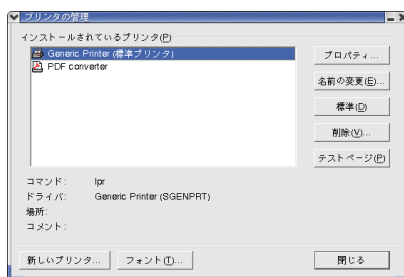 プリンタの管理
インストールされているプリンタ(P)
Generic Printer (標準プリンタ)
PDF converter
プロパティ...
名前の変更(E)...
標準(D)
削除(V)...
テストページ(P)
コマンド: lpr
ドライバ: Generic Printer (SGENPRT)
場所:
コメント:
新しいプリンタ...
フォント(T)...
閉じる